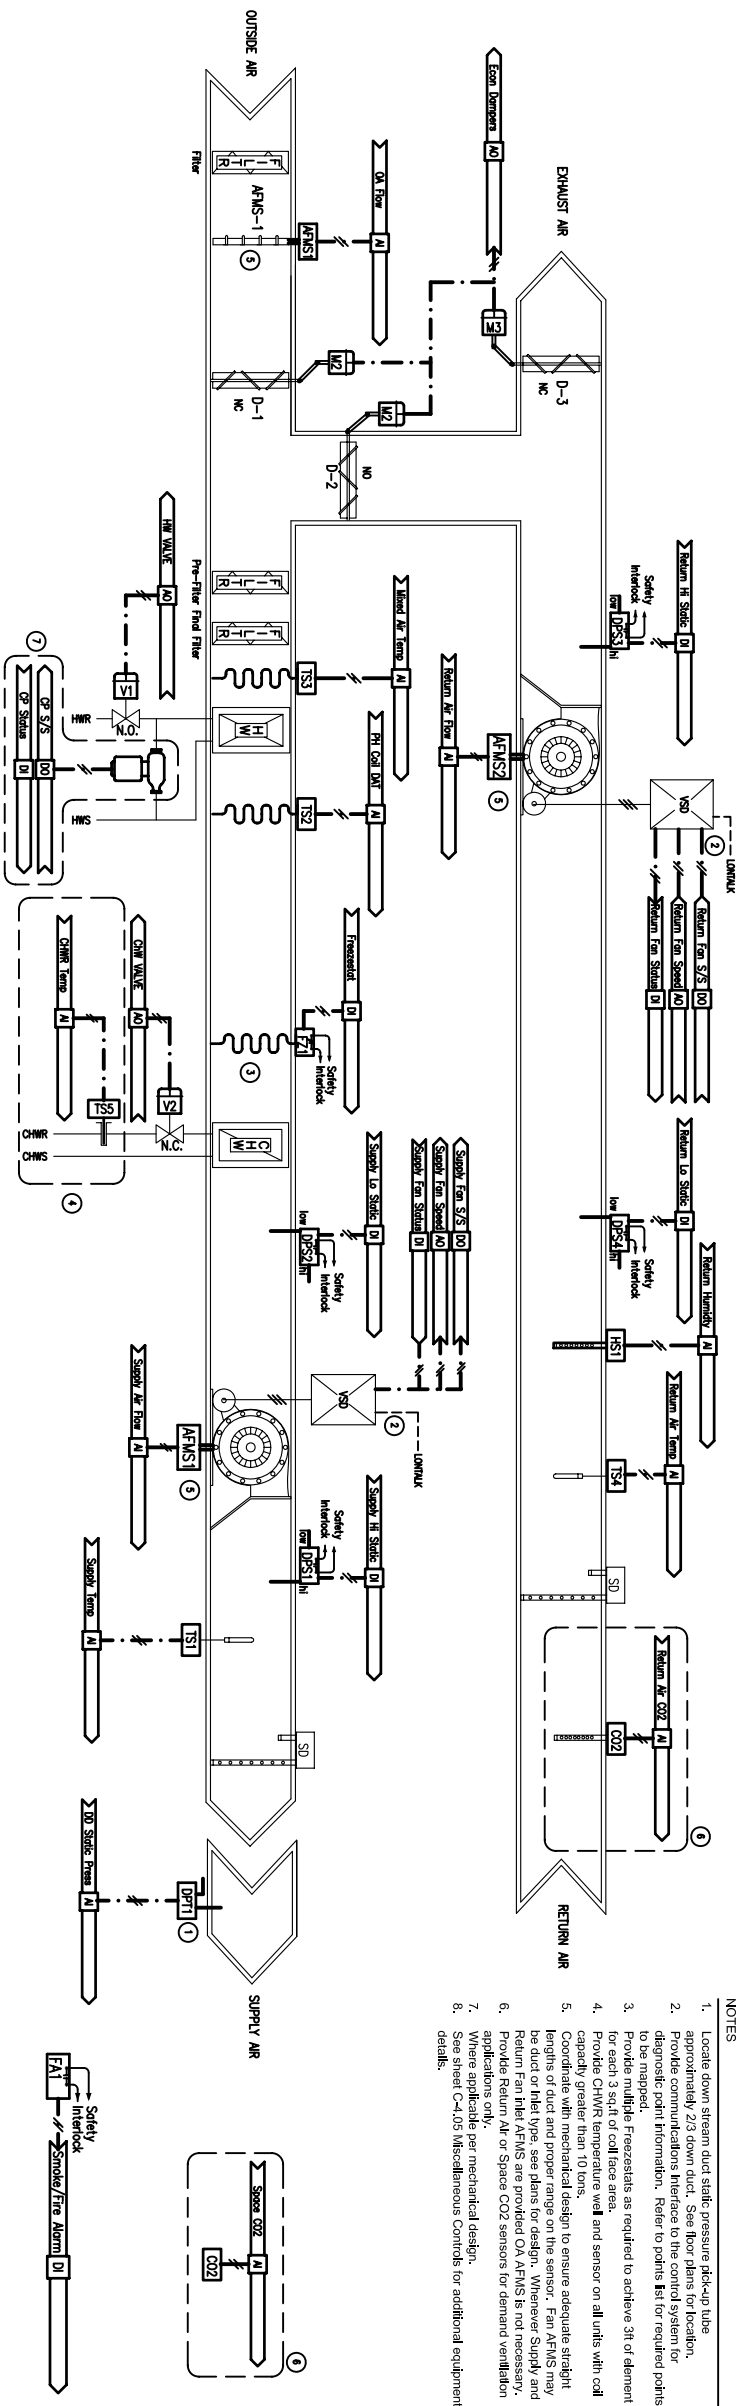 OUTSIDE AIR
Filter
FILTR
AFMS-1
5
AFMS1
OA Flow
AI
Econ Dampers
AO
EXHAUST AIR
M3
D-3
NC
M2
D-1
NC
M2
D-2
NO
HW VALVE
AO
V1
N.O.
HWR
HWS
7
CP S/S
DO
CP Status
DI
Pre-Filter Final Filter
FILTR
FILTR
TS3
Mixed Air Temp
AI
HW
TS2
PH Coil DAT
AI
Return Air Flow
AI
AFMS2
5
Return Hi Static
DI
Safety
Interlock
low
DPS3
hi
VSD
2
LONTALK
Return Fan S/S
DO
Return Fan Speed
AO
Return Fan Status
DI
Freezestat
DI
FZ1
Safety
Interlock
3
CHW VALVE
AO
V2
N.C.
CHWR Temp
AI
TS5
CHWR
CHWS
4
CHW
Supply Lo Static
DI
low
DPS2
hi
Safety
Interlock
Supply Fan S/S
DO
Supply Fan Speed
AO
Supply Fan Status
DI
VSD
2
LONTALK
Return Lo Static
DI
low
DPS4
hi
Safety
Interlock
Return Humidty
AI
HS1
Return Air Temp
AI
TS4
SD
Supply Air Flow
AI
AFMS1
5
Supply Hi Static
DI
Safety
Interlock
low
DPS1
hi
Supply Temp
AI
TS1
SD
Return Air CO2
AI
CO2
6
RETURN AIR
DD Static Press
AI
DPT1
1
SUPPLY AIR
FA1
Safety
Interlock
Smoke/Fire Alarm
DI
Space CO2
AI
CO2
6
NOTES
1. Locate down stream duct static pressure pick-up tube
approximately 2/3 down duct. See floor plans for location.
2. Provide communications interface to the control system for
diagnostic point information. Refer to points list for required points
to be mapped.
3. Provide multiple Freezestats as required to achieve 3ft of element
for each 3 sq.ft of coil face area.
4. Provide CHWR temperature well and sensor on all units with coil
capacity greater than 10 tons.
5. Coordinate with mechanical design to ensure adequate straight
lengths of duct and proper range on the sensor. Fan AFMS may
be duct or inlet type, see plans for design. Whenever Supply and
Return Fan inlet AFMS are provided OA AFMS is not necessary.
6. Provide Return Air or Space CO2 sensors for demand ventilation
applications only.
7. Where applicable per mechanical design.
8. See sheet C-4.05 Miscellaneous Controls for additional equipment
details.